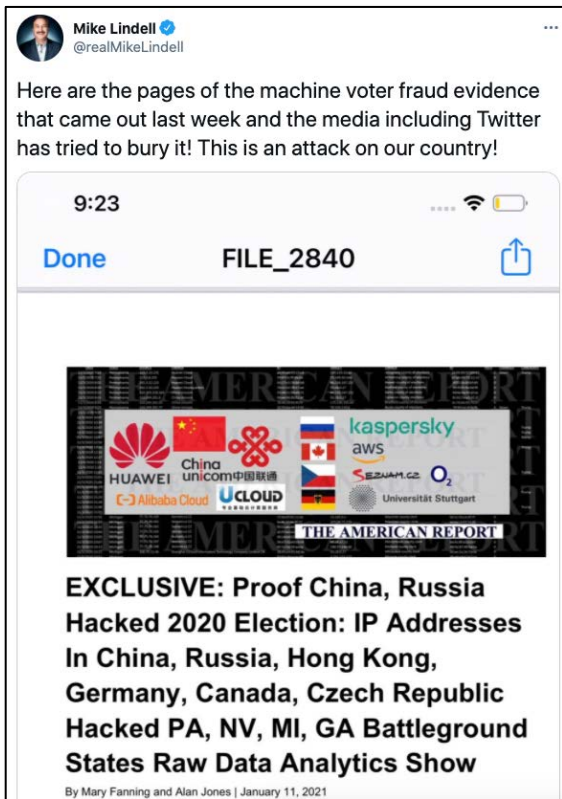 Mike Lindell
@realMikeLindell
Here are the pages of the machine voter fraud evidence
that came out last week and the media including Twitter
has tried to bury it! This is an attack on our country!
9:23
Done
FILE_2840
THE AMERICAN REPORT
HUAWEI
China
unicom中国联通
Alibaba Cloud
UCLOUD
kaspersky
aws
SEZNAM.CZ
O2
Universität Stuttgart
THE AMERICAN REPORT
EXCLUSIVE: Proof China, Russia
Hacked 2020 Election: IP Addresses
In China, Russia, Hong Kong,
Germany, Canada, Czech Republic
Hacked PA, NV, MI, GA Battleground
States Raw Data Analytics Show
By Mary Fanning and Alan Jones | January 11, 2021